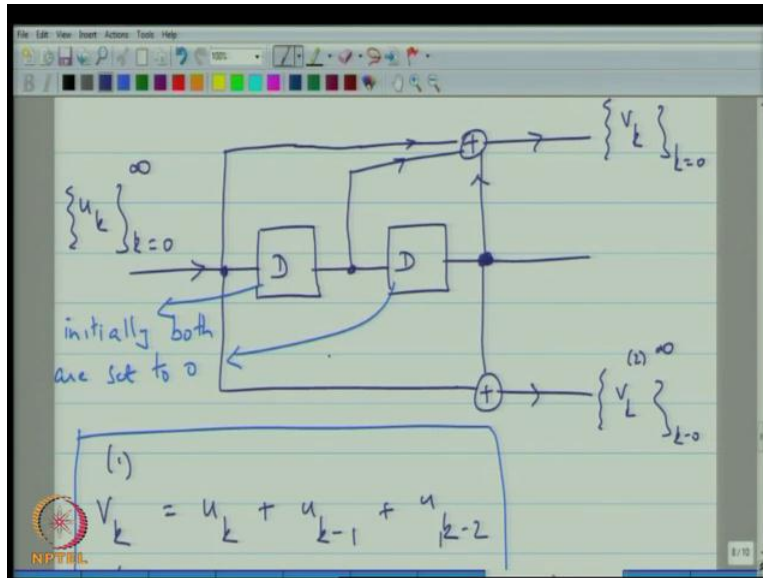 File Edit View Insert Actions Tools Help
100%
B I
{u_k}_{k=0}^∞
D
D
+
{V_k}_{k=0}
initially both
are set to 0
+
{V_k^{(2)}}_{k=0}^∞
V_k^{(1)} = u_k + u_{k-1} + u_{k-2}
NPTEL
8/10